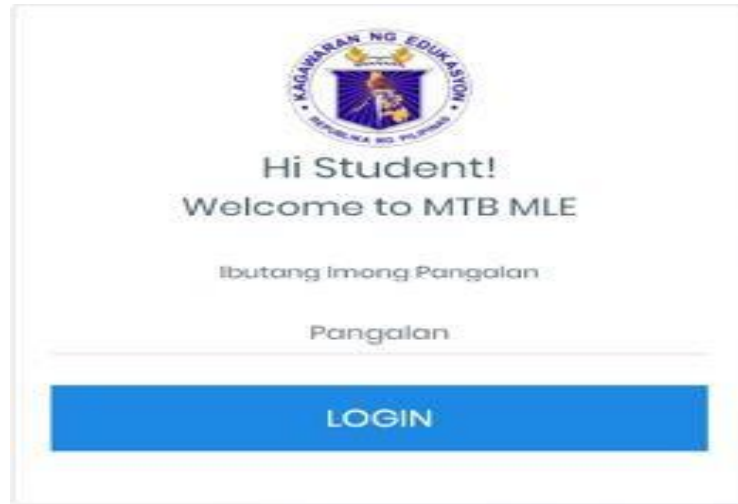 KAGAWARAN NG EDUKASYON
REPUBLIKA NG PILIPINAS
Hi Student!
Welcome to MTB MLE
Ibutang Imong Pangalan
Pangalan
LOGIN